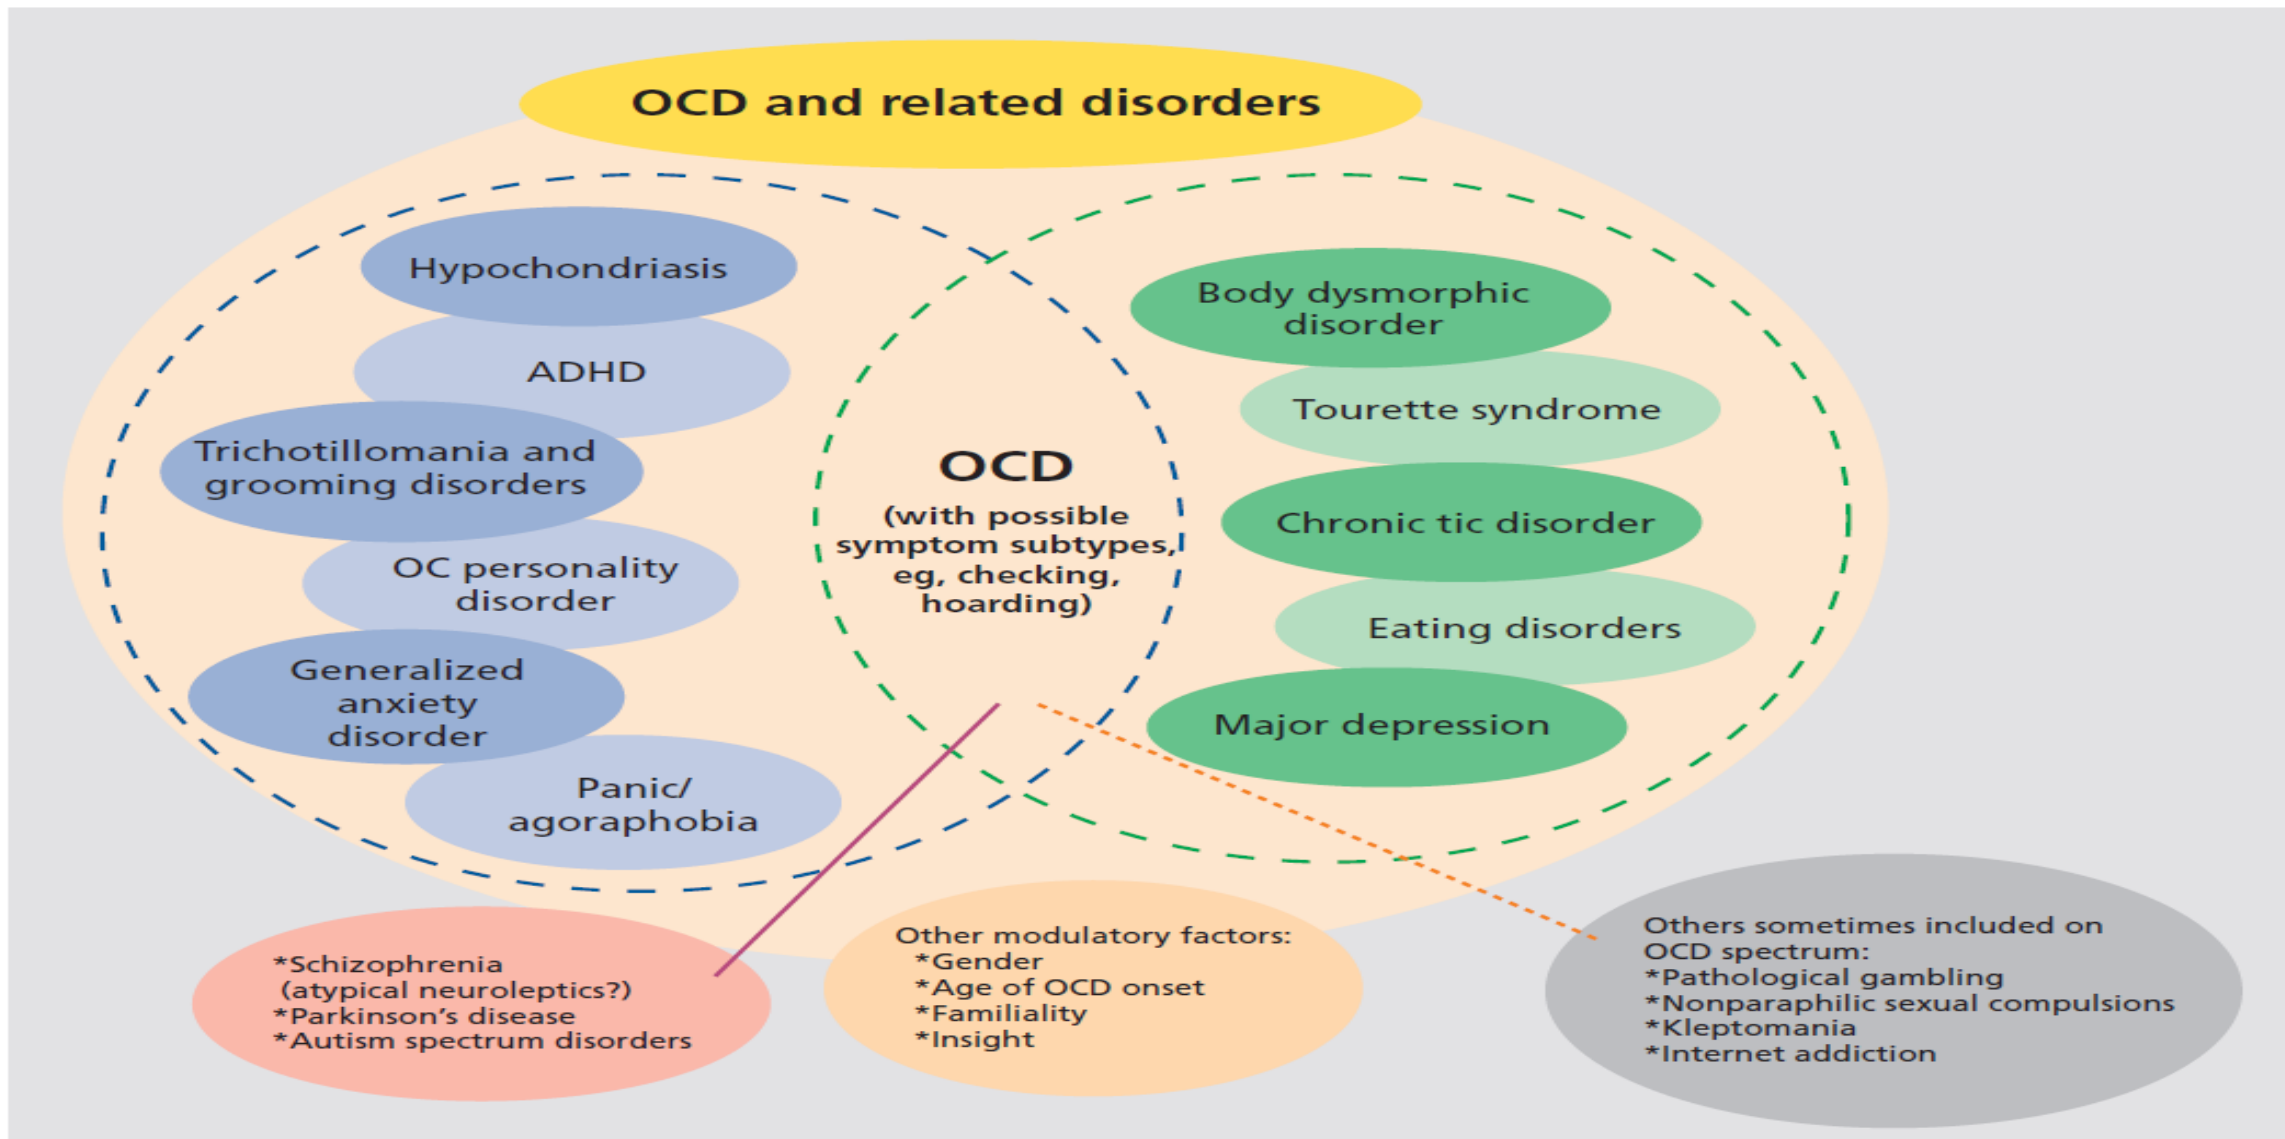 OCD and related disorders
Hypochondriasis
ADHD
Trichotillomania and
grooming disorders
OC personality
disorder
Generalized
anxiety
disorder
Panic/
agoraphobia
OCD
(with possible
symptom subtypes,
eg, checking,
hoarding)
Body dysmorphic
disorder
Tourette syndrome
Chronic tic disorder
Eating disorders
Major depression
*Schizophrenia
(atypical neuroleptics?)
*Parkinson’s disease
*Autism spectrum disorders
Other modulatory factors:
*Gender
*Age of OCD onset
*Familiality
*Insight
Others sometimes included on
OCD spectrum:
*Pathological gambling
*Nonparaphilic sexual compulsions
*Kleptomania
*Internet addiction